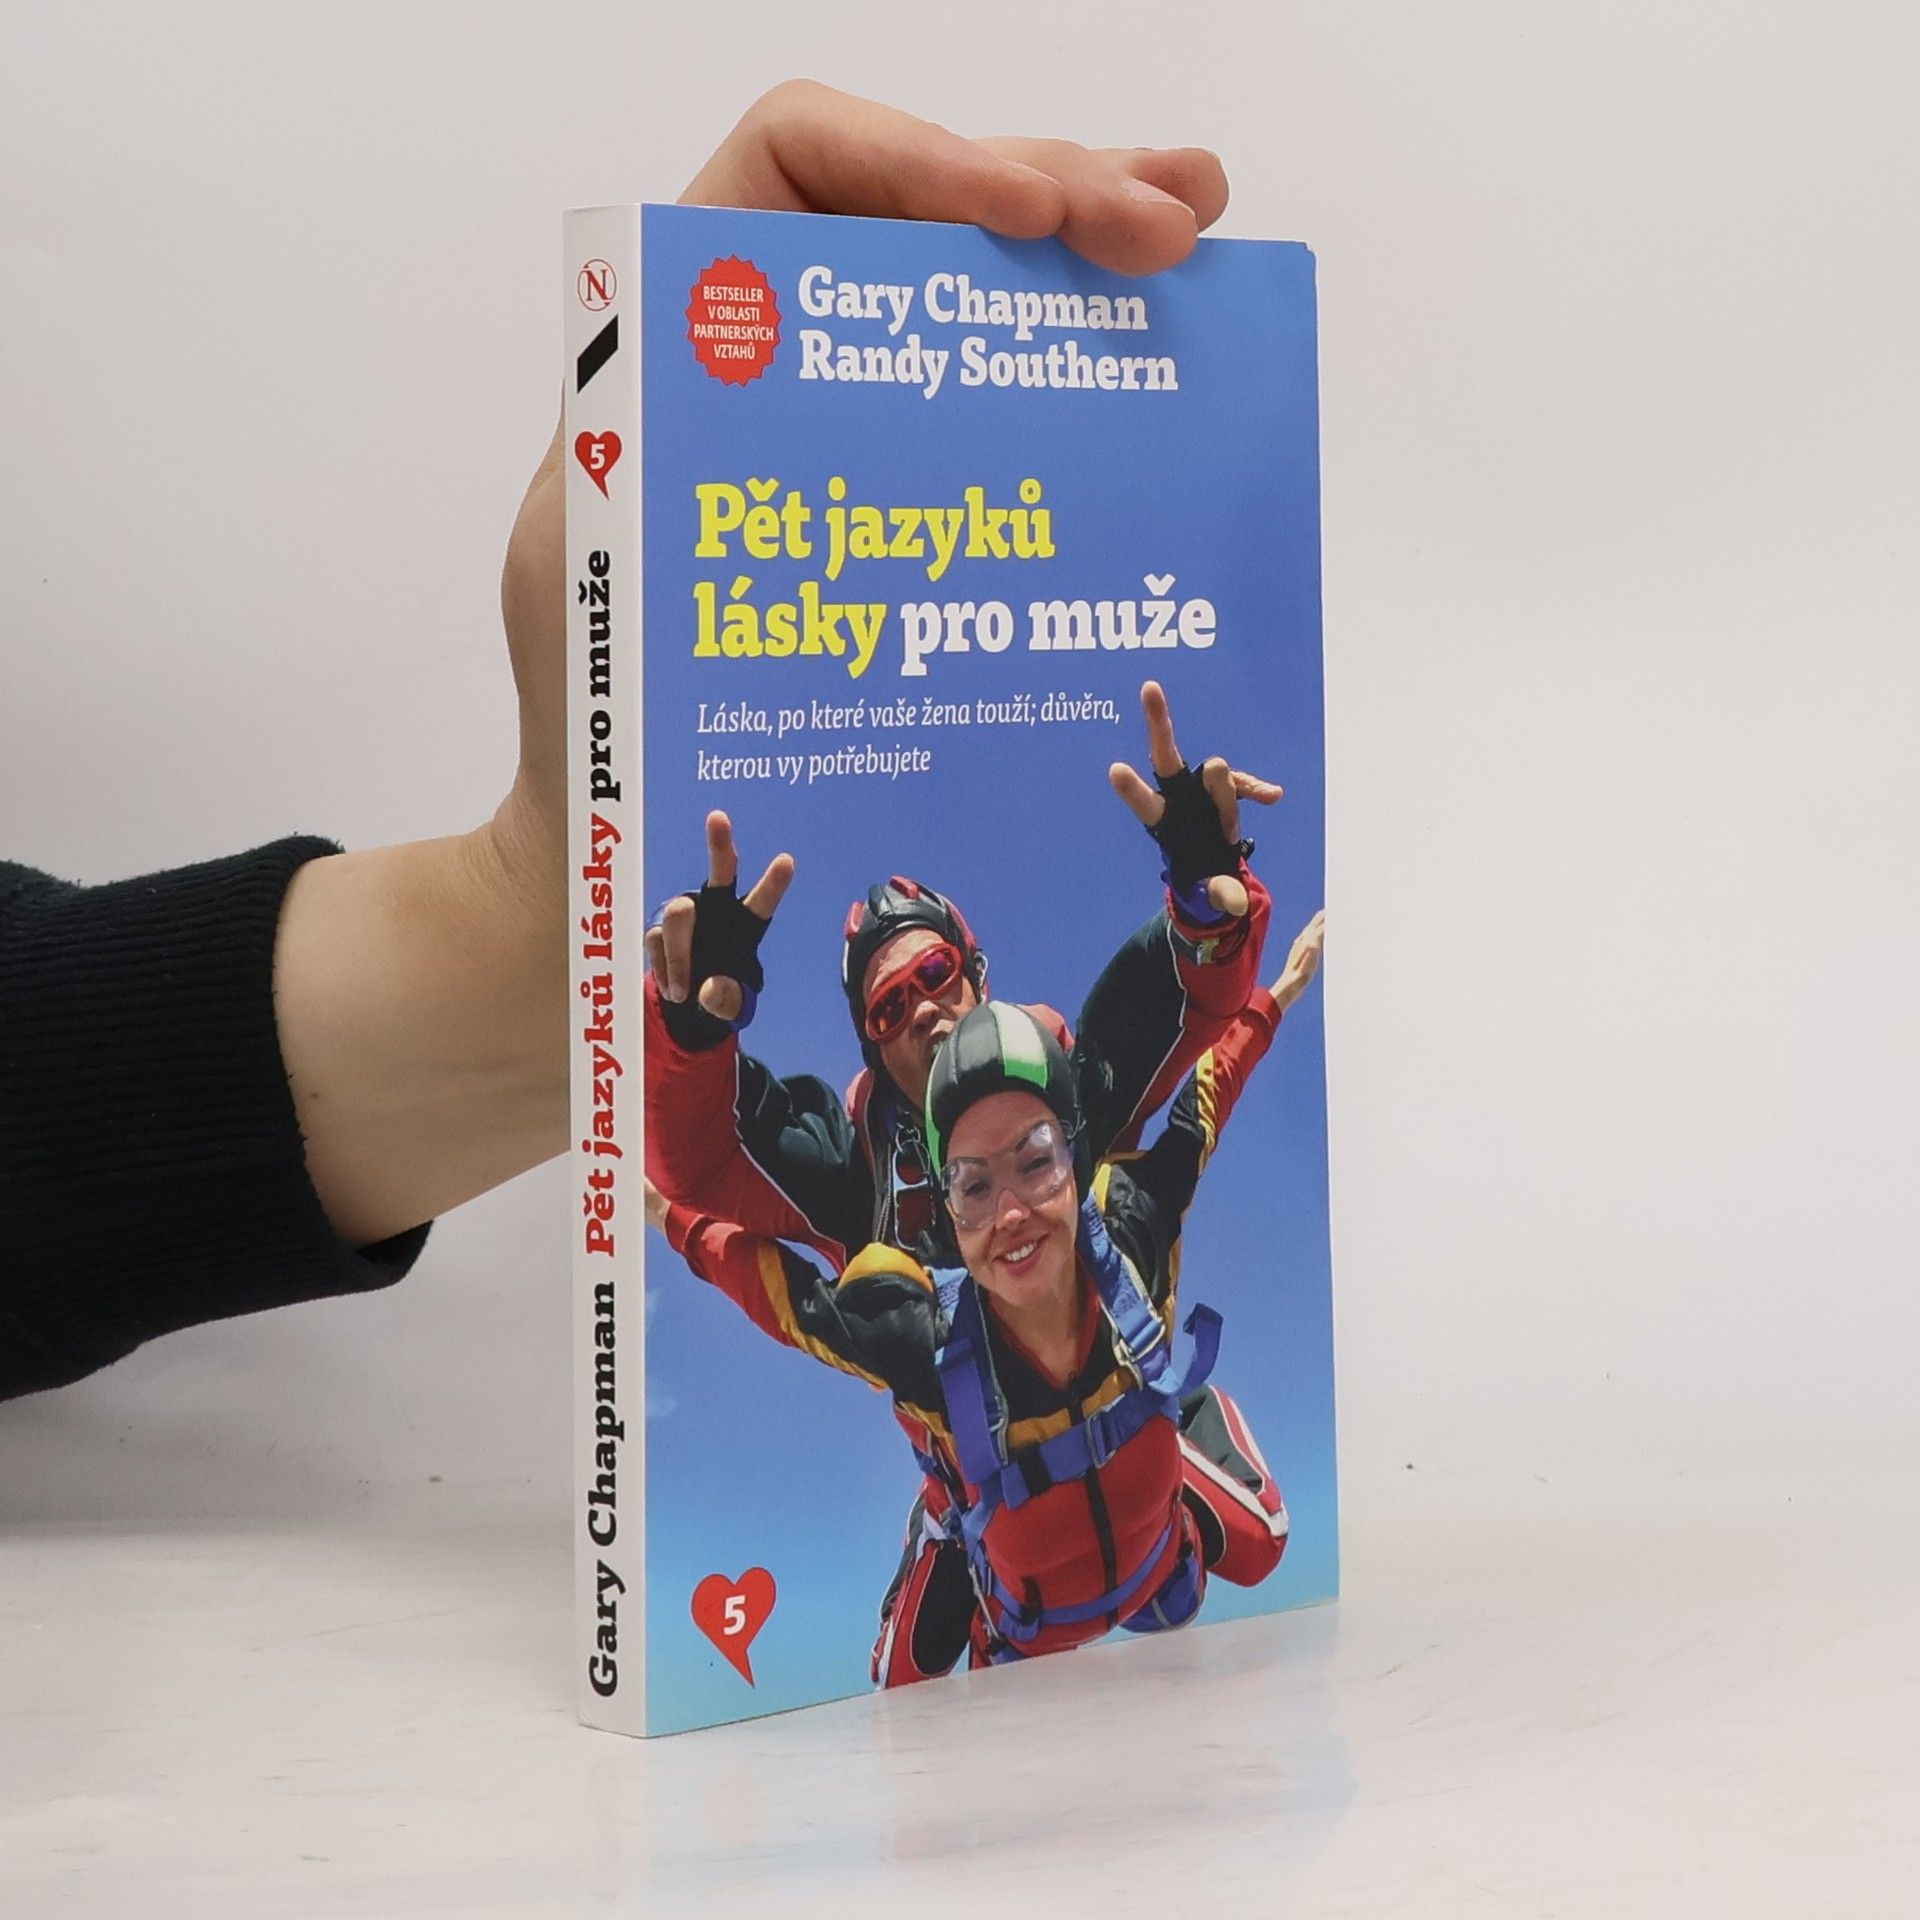 N
5
Gary Chapman Pět jazyků lásky pro muže
BESTSELLER
V OBLASTI
PARTNERSKÝCH
VZTAHŮ
Gary Chapman
Randy Southern
Pět jazyků
lásky pro muže
Láska, po které vaše žena touží; důvěra,
kterou vy potřebujete
5